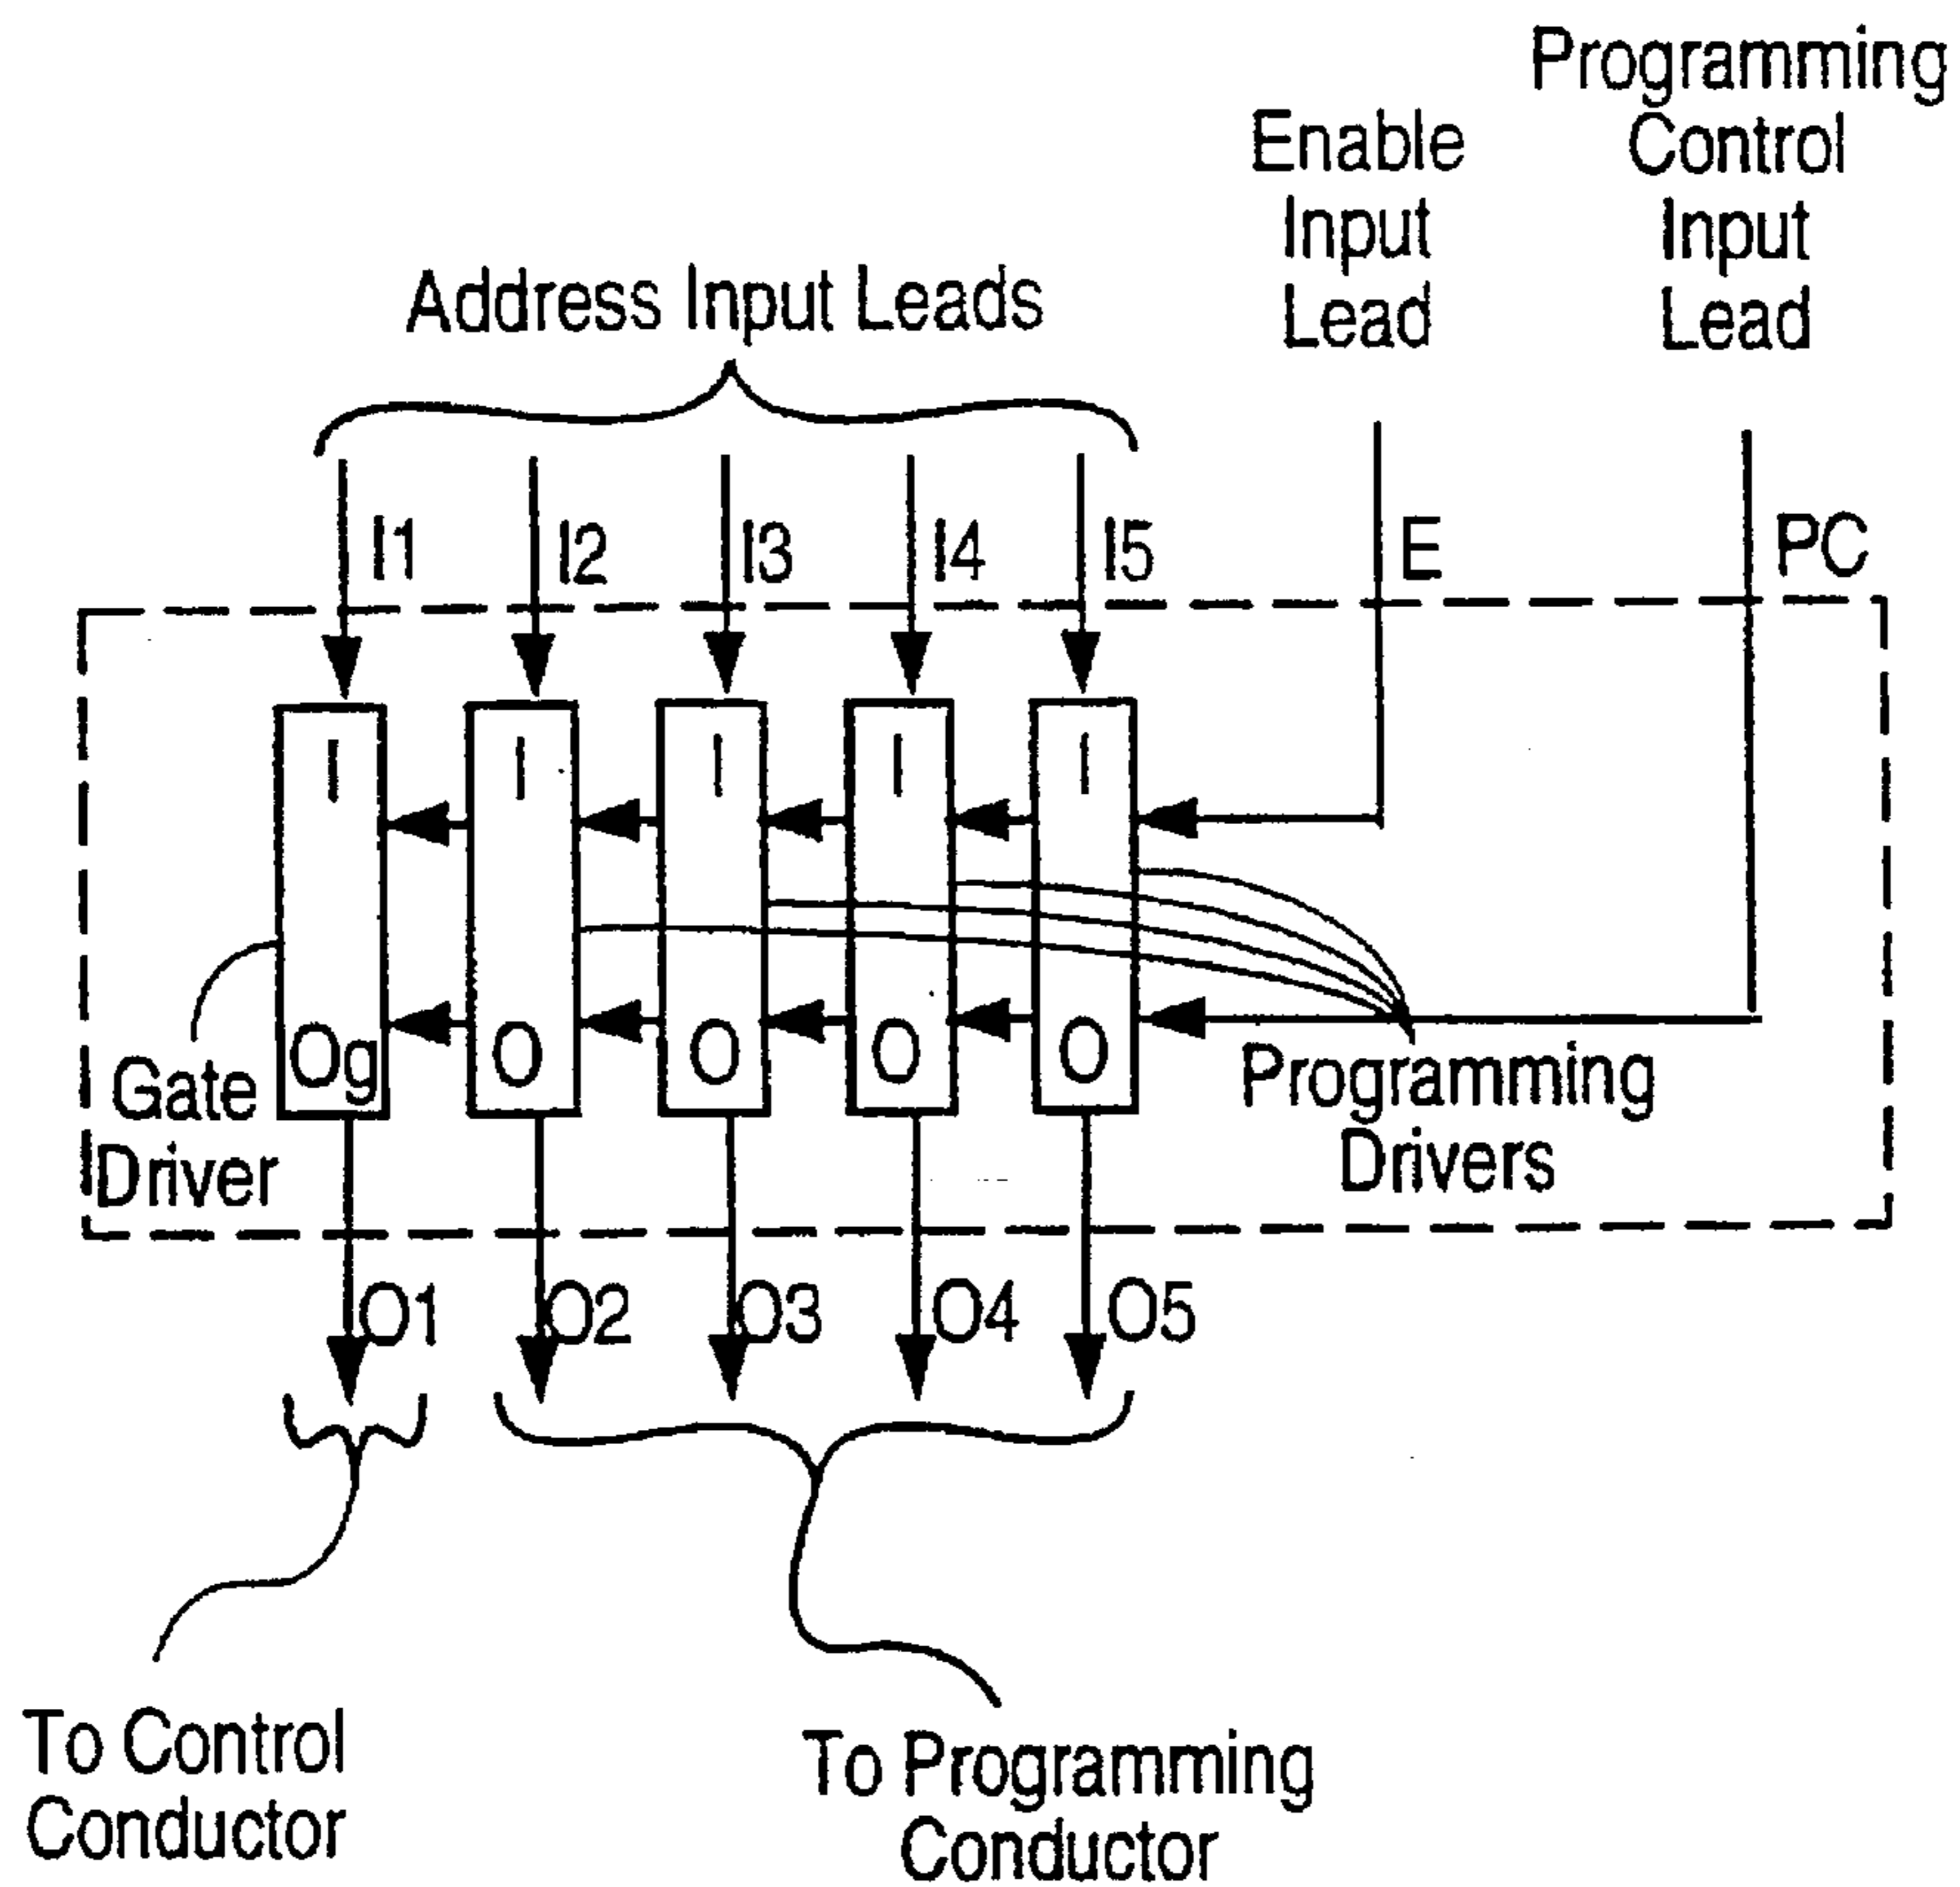 Programming
Control
Input
Lead
Enable
Input
Lead
Address Input Leads
I1
I2
I3
I4
I5
E
PC
I
I
I
I
I
Og
O
O
O
O
Gate
Driver
Programming
Drivers
O1
O2
O3
O4
O5
To Control
Conductor
To Programming
Conductor